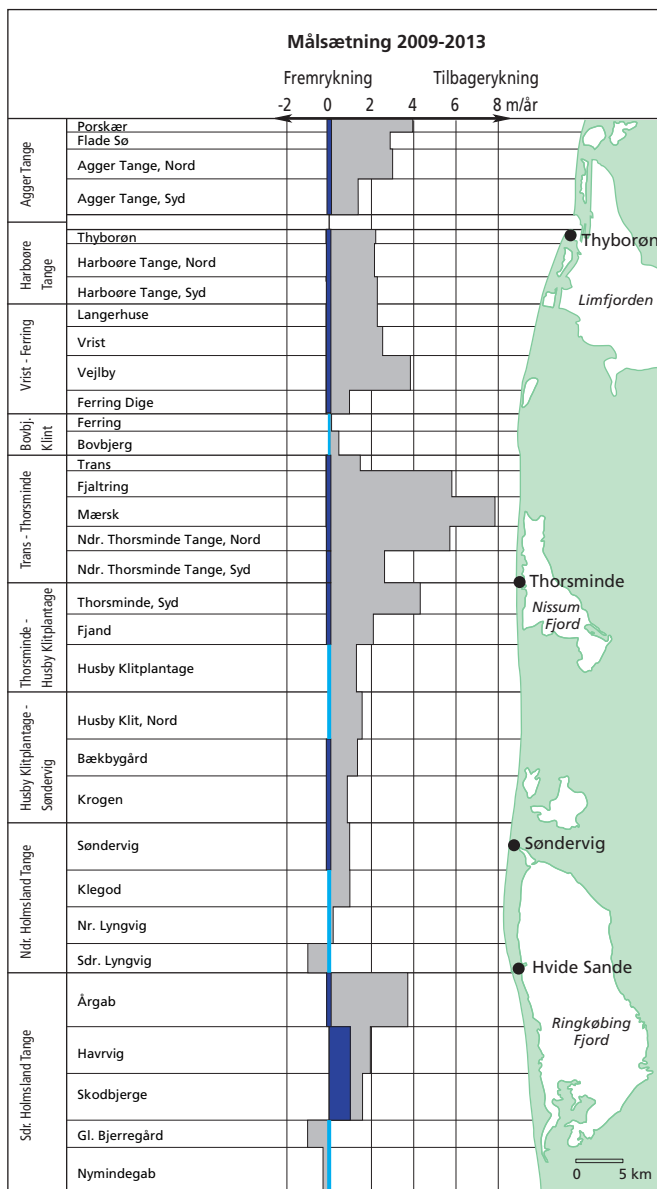 Målsætning 2009-2013
Fremrykning Tilbagerykning
-2 0 2 4 6 8 m/år
Agger Tange
Porskær
Flade Sø
Agger Tange, Nord
Agger Tange, Syd
Harboøre
Tange
Thyborøn
Harboøre Tange, Nord
Harboøre Tange, Syd
Vrist - Ferring
Langerhuse
Vrist
Vejlby
Ferring Dige
Bovbj.
Klint
Ferring
Bovbjerg
Trans - Thorsminde
Trans
Fjaltring
Mærsk
Ndr. Thorsminde Tange, Nord
Ndr. Thorsminde Tange, Syd
Thorsminde -
Husby Klitplantage
Thorsminde, Syd
Fjand
Husby Klitplantage
Husby Klitplantage -
Søndervig
Husby Klit, Nord
Bækbygård
Krogen
Ndr. Holmsland Tange
Søndervig
Klegod
Nr. Lyngvig
Sdr. Lyngvig
Sdr. Holmsland Tange
Årgab
Havrvig
Skodbjerge
Gl. Bjerregård
Nymindegab
Thyborøn
Limfjorden
Thorsminde
Nissum
Fjord
Søndervig
Hvide Sande
Ringkøbing
Fjord
0 5 km